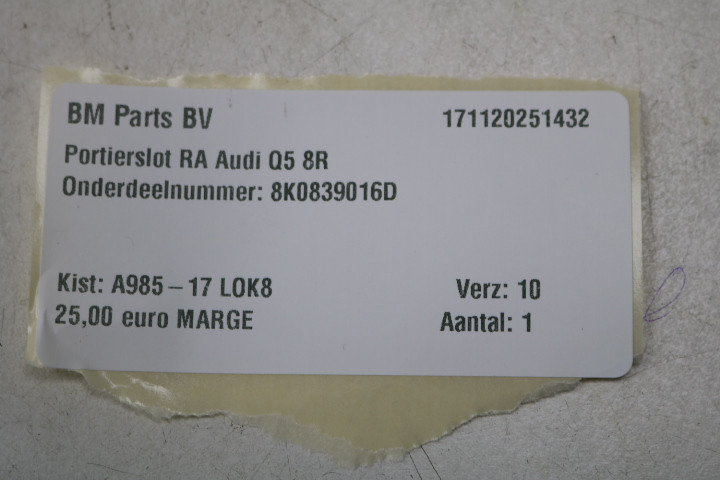 BM Parts BV 171120251432
Portierslot RA Audi Q5 8R
Onderdeelnummer: 8K0839016D
Kist: A985-17 LOK8 Verz: 10
25,00 euro MARGE Aantal: 1